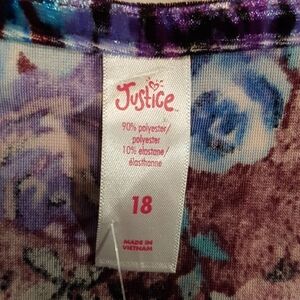 Justice
90% polyester/
polyester
10% elastane/
élasthanne
18
MADE IN
VIETNAM